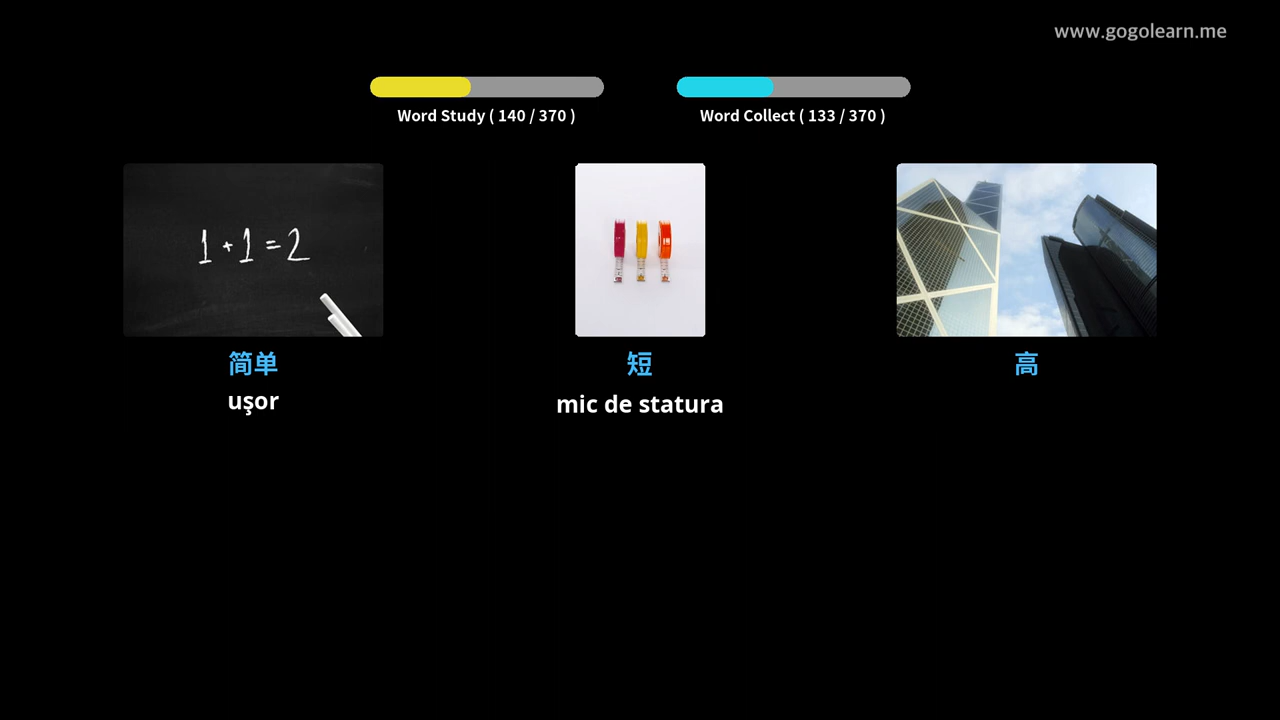 www.gogolearn.me
Word Study ( 140 / 370 )
Word Collect ( 133 / 370 )
1 + 1 = 2
简单
短
高
uşor
mic de statura